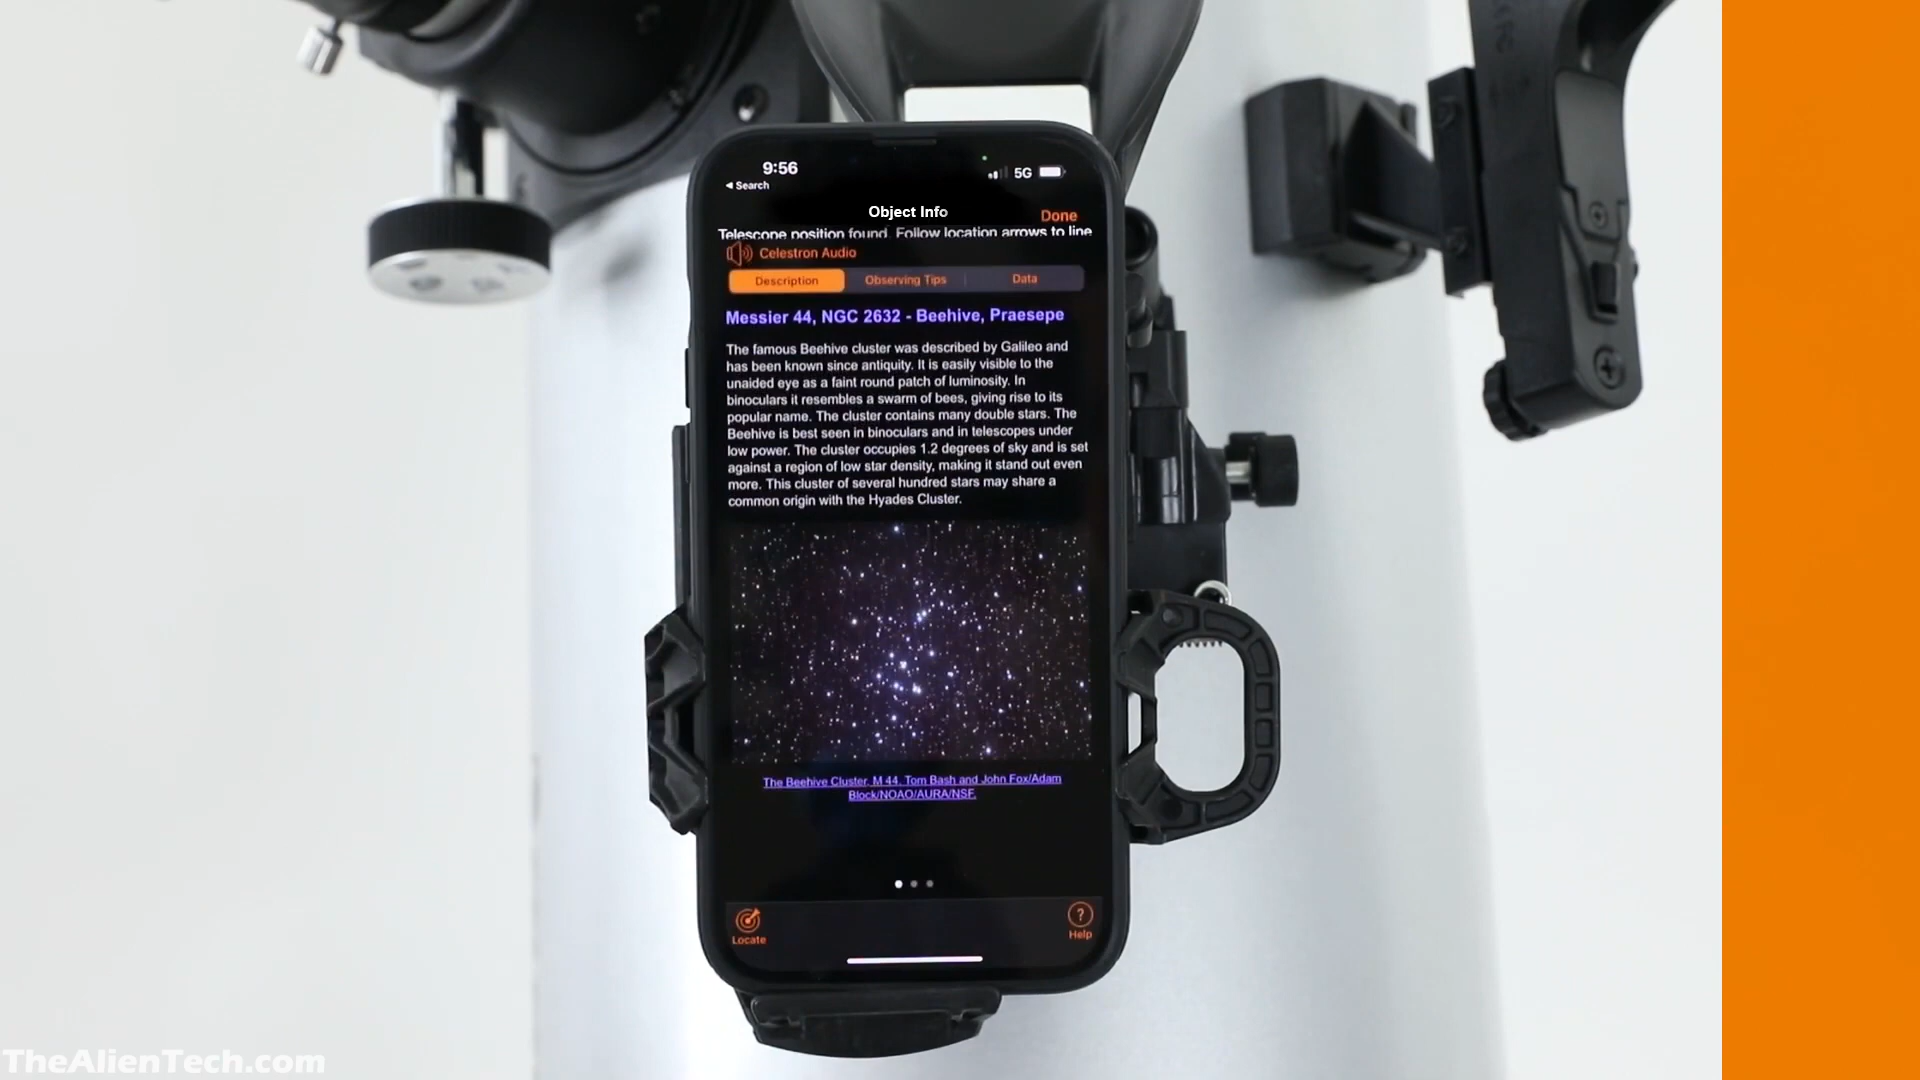 9:56
5G
◀ Search
Object Info
Done
Telescope position found. Follow location arrows to line
Celestron Audio
Description
Observing Tips
Data
Messier 44, NGC 2632 - Beehive, Praesepe
The famous Beehive cluster was described by Galileo and
has been known since antiquity. It is easily visible to the
unaided eye as a faint round patch of luminosity. In
binoculars it resembles a swarm of bees, giving rise to its
popular name. The cluster contains many double stars. The
Beehive is best seen in binoculars and in telescopes under
low power. The cluster occupies 1.2 degrees of sky and is set
against a region of low star density, making it stand out even
more. This cluster of several hundred stars may share a
common origin with the Hyades Cluster.
The Beehive Cluster, M 44. Tom Bash and John Fox/Adam
Block/NOAO/AURA/NSF.
Locate
?
Help
TheAlienTech.com